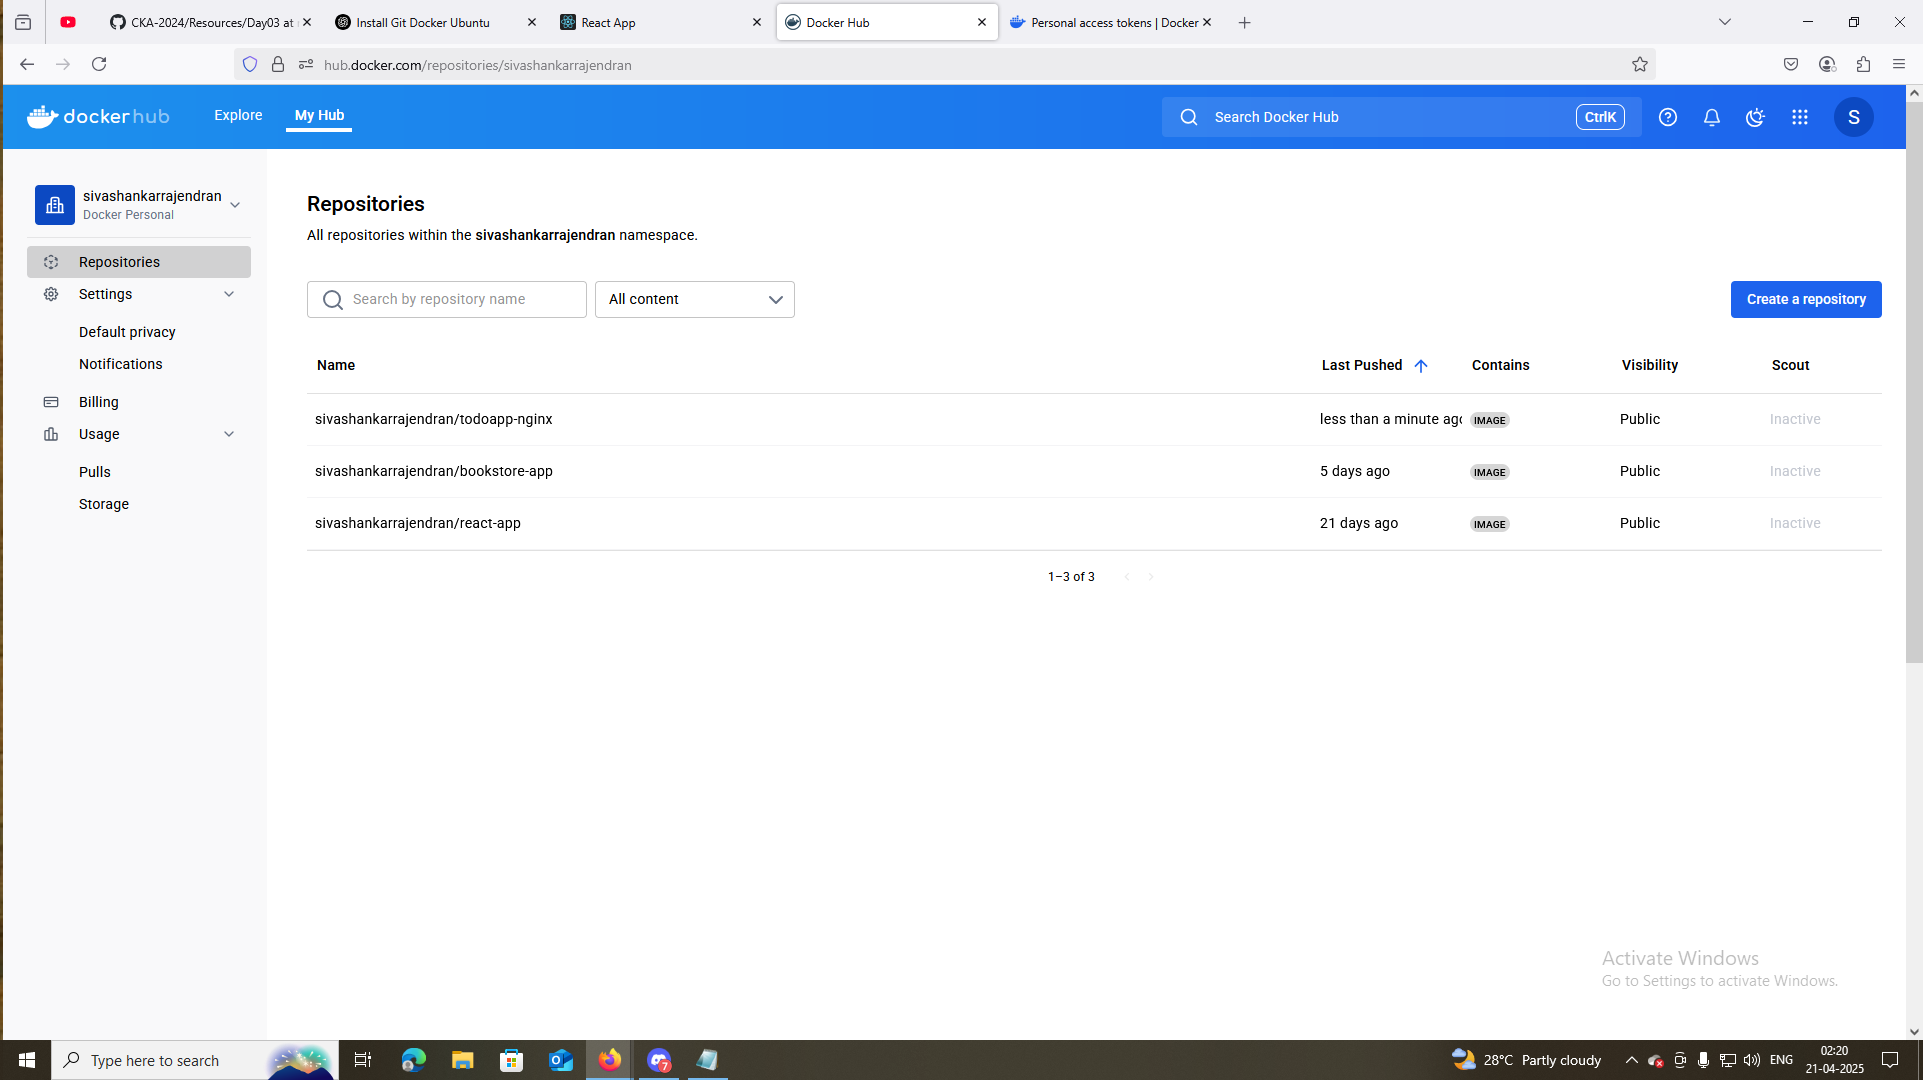 CKA-2024/Resources/Day03 at
Install Git Docker Ubuntu
React App
Docker Hub
Personal access tokens | Docker
hub.docker.com/repositories/sivashankarrajendran
dockerhub
Explore
My Hub
Search Docker Hub
CtrlK
S
sivashankarrajendran
Docker Personal
Repositories
Settings
Default privacy
Notifications
Billing
Usage
Pulls
Storage
Repositories
All repositories within the sivashankarrajendran namespace.
Search by repository name
All content
Create a repository
Name Last Pushed Contains Visibility Scout
sivashankarrajendran/todoapp-nginx less than a minute ago IMAGE Public Inactive
sivashankarrajendran/bookstore-app 5 days ago IMAGE Public Inactive
sivashankarrajendran/react-app 21 days ago IMAGE Public Inactive
1–3 of 3
Activate Windows
Go to Settings to activate Windows.
Type here to search
7
28°C Partly cloudy
ENG
02:20
21-04-2025